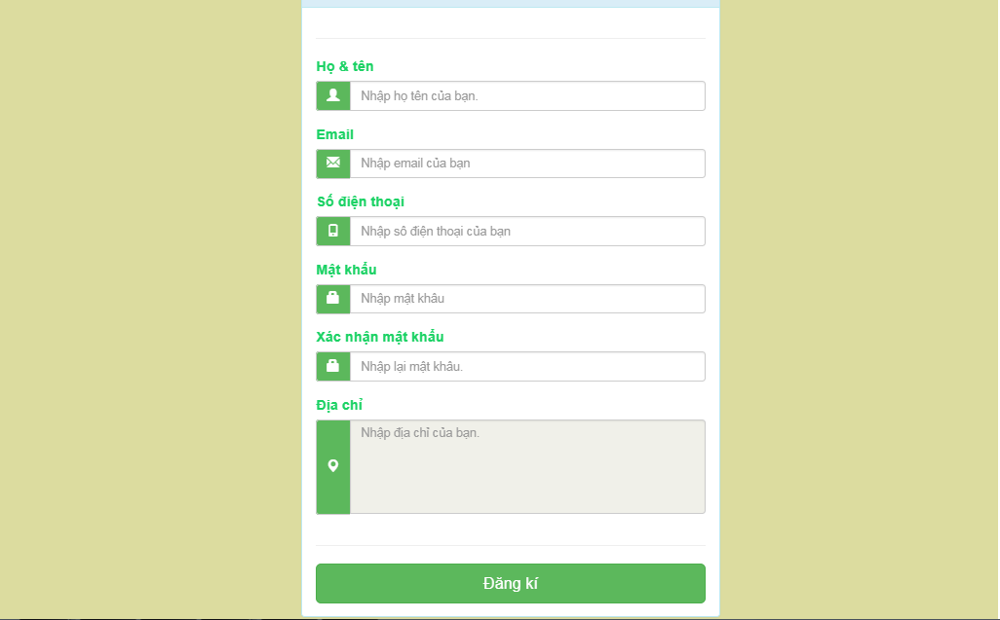 Họ & tên
Nhập họ tên của bạn.
Email
Nhập email của bạn
Số điện thoại
Nhập số điện thoại của bạn
Mật khẩu
Nhập mật khẩu
Xác nhận mật khẩu
Nhập lại mật khẩu.
Địa chỉ
Nhập địa chỉ của bạn.
Đăng kí